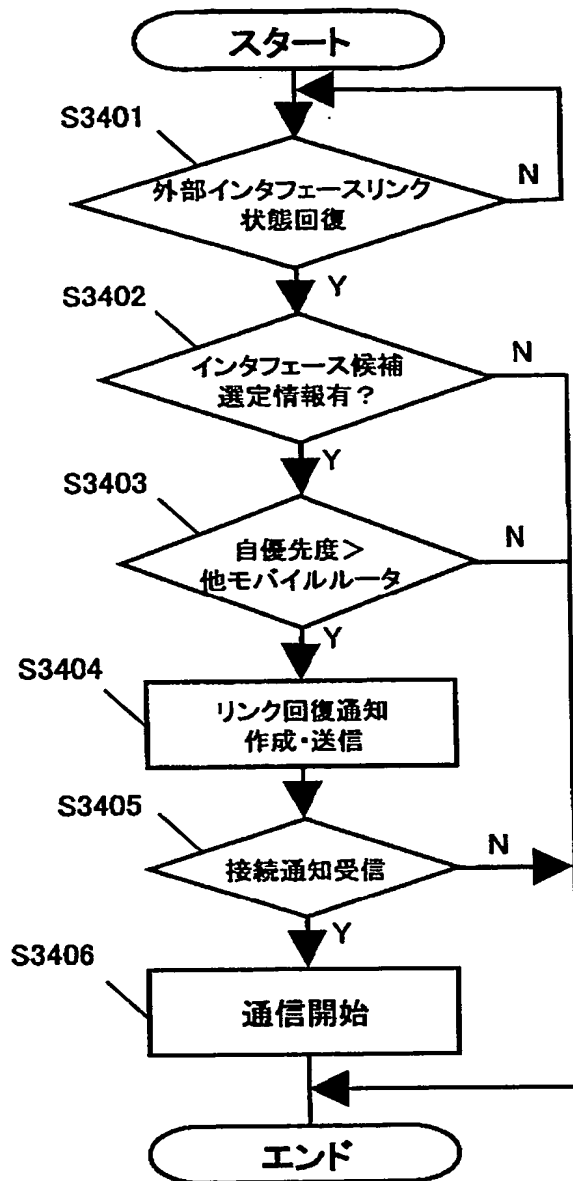 スタート
S3401
外部インタフェースリンク
状態回復
N
Y
S3402
インタフェース候補
選定情報有?
N
Y
S3403
自優先度>
他モバイルルータ
N
Y
S3404
リンク回復通知
作成・送信
S3405
接続通知受信
N
Y
S3406
通信開始
エンド